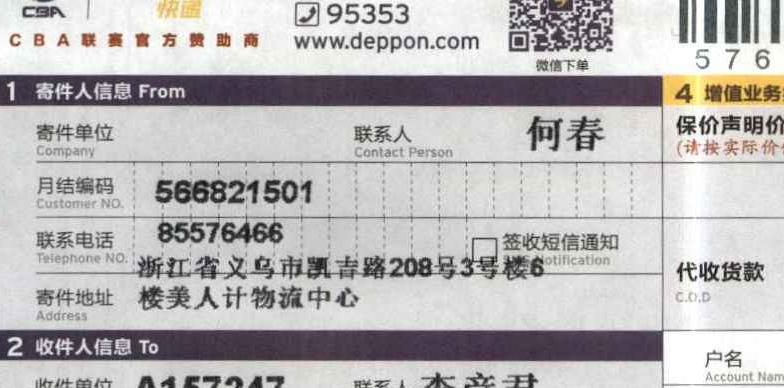 CBA
快递
CBA联赛官方赞助商
95353
www.deppon.com
微信下单
576
1 寄件人信息 From
4 增值业务
寄件单位
Company
联系人
Contact Person
何春
保价声明价
(请按实际价
月结编码
Customer NO.
566821501
联系电话
Telephone NO.
85576466
签收短信通知
Notification
浙江省义乌市凯吉路208号3号楼6
楼美人计物流中心
寄件地址
Address
代收货款
C.O.D
2 收件人信息 To
户名
Account Nam
收件单位
A157247
联系人
李彦君